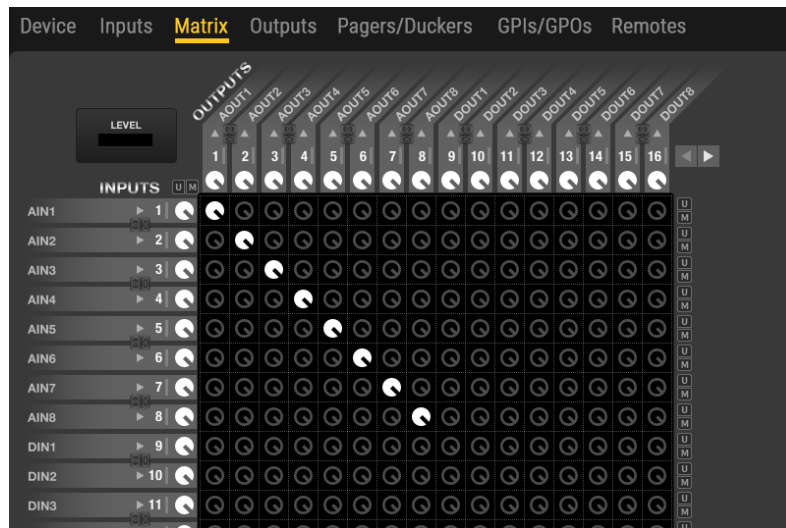 Device Inputs Matrix Outputs Pagers/Duckers GPIs/GPOs Remotes
OUTPUTS AOUT1 AOUT2 AOUT3 AOUT4 AOUT5 AOUT6 AOUT7 AOUT8 DOUT1 DOUT2 DOUT3 DOUT4 DOUT5 DOUT6 DOUT7 DOUT8
LEVEL
1 2 3 4 5 6 7 8 9 10 11 12 13 14 15 16
INPUTS U M
AIN1 1 U
M
AIN2 2 U
M
AIN3 3 U
M
AIN4 4 U
M
AIN5 5 U
M
AIN6 6 U
M
AIN7 7 U
M
AIN8 8 U
M
DIN1 9 U
M
DIN2 10 U
M
DIN3 11 U
M
U